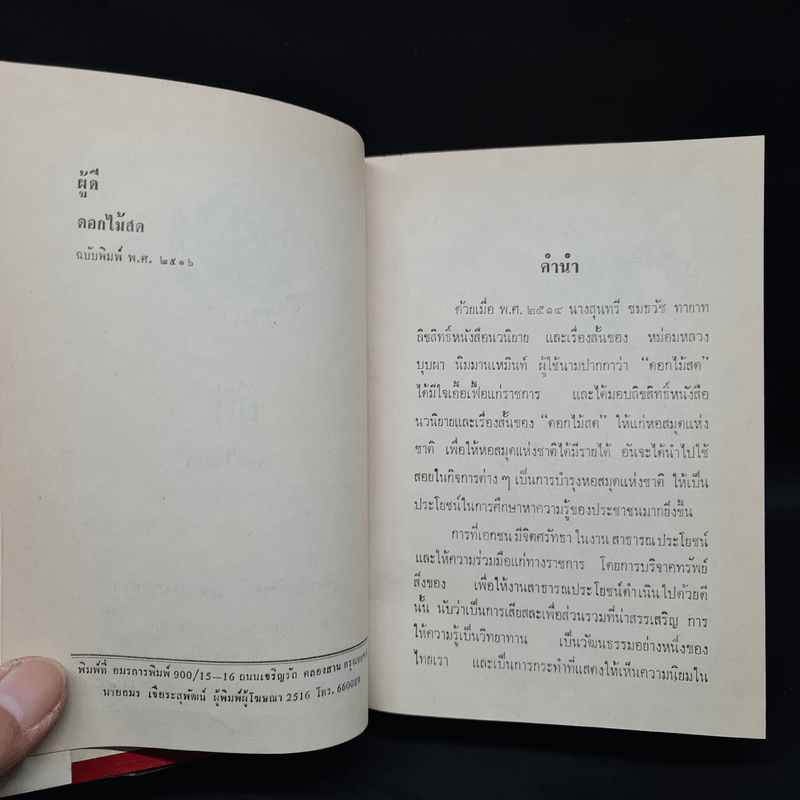 ผู้ดี
ดอกไม้สด
ฉบับพิมพ์ พ.ศ. ๒๕๑๖
พิมพ์ที่ อมรการพิมพ์ 900/15–16 ถนนเจริญรัถ คลองสาน กรุงเทพฯ
นายอมร เจียระสุพัฒน์ ผู้พิมพ์ผู้โฆษณา 2516 โทร. 660089
คำนำ
ด้วยเมื่อ พ.ศ. ๒๕๑๔ นางสุนทรี ชมธวัช ทายาท
ลิขสิทธิ์หนังสือนวนิยาย และเรื่องสั้นของ หม่อมหลวง
บุบผา นิมมานเหมินท์ ผู้ใช้นามปากกาว่า “ดอกไม้สด”
ได้มีใจเอื้อเฟื้อแก่ราชการ และได้มอบลิขสิทธิ์หนังสือ
นวนิยายและเรื่องสั้นของ “ดอกไม้สด” ให้แก่หอสมุดแห่ง
ชาติ เพื่อให้หอสมุดแห่งชาติได้มีรายได้ อันจะได้นำไปใช้
สอยในกิจการต่าง ๆ เป็นการบำรุงหอสมุดแห่งชาติ ให้เป็น
ประโยชน์ในการศึกษาหาความรู้ของประชาชนมากยิ่งขึ้น
การที่เอกชน มีจิตศรัทธา ในงาน สาธารณ ประโยชน์
และให้ความร่วมมือแก่ทางราชการ โดยการบริจาคทรัพย์
สิ่งของ เพื่อให้งานสาธารณประโยชน์ดำเนินไปด้วยดี
นั้น นับว่าเป็นการเสียสละเพื่อส่วนรวมที่น่าสรรเสริญ การ
ให้ความรู้เป็นวิทยาทาน เป็นวัฒนธรรมอย่างหนึ่งของ
ไทยเรา และเป็นการกระทำที่แสดงให้เห็นความนิยมใน